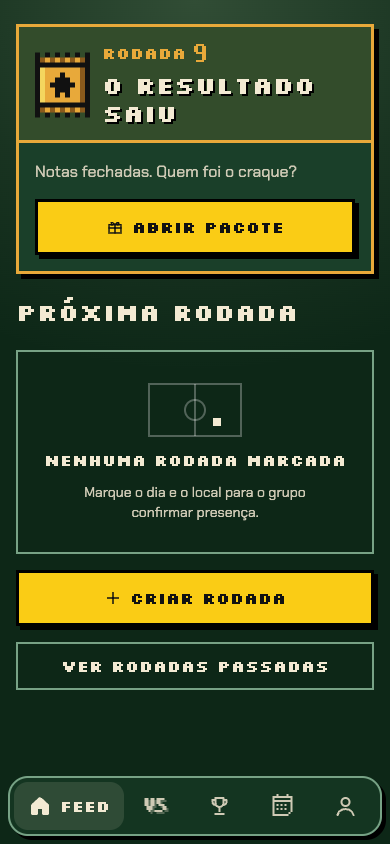 RODADA 9
O RESULTADO
SAIU
Notas fechadas. Quem foi o craque?
ABRIR PACOTE
PRÓXIMA RODADA
NENHUMA RODADA MARCADA
Marque o dia e o local para o grupo
confirmar presença.
CRIAR RODADA
VER RODADAS PASSADAS
FEED
VS